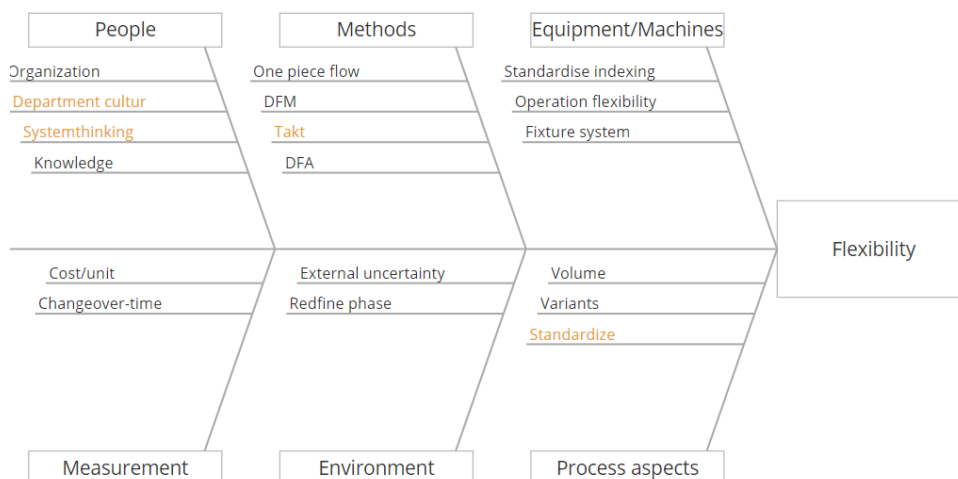 People
Methods
Equipment/Machines
Organization
Department cultur
Systemthinking
Knowledge
One piece flow
DFM
Takt
DFA
Standardise indexing
Operation flexibility
Fixture system
Flexibility
Cost/unit
Changeover-time
External uncertainty
Redfine phase
Volume
Variants
Standardize
Measurement
Environment
Process aspects